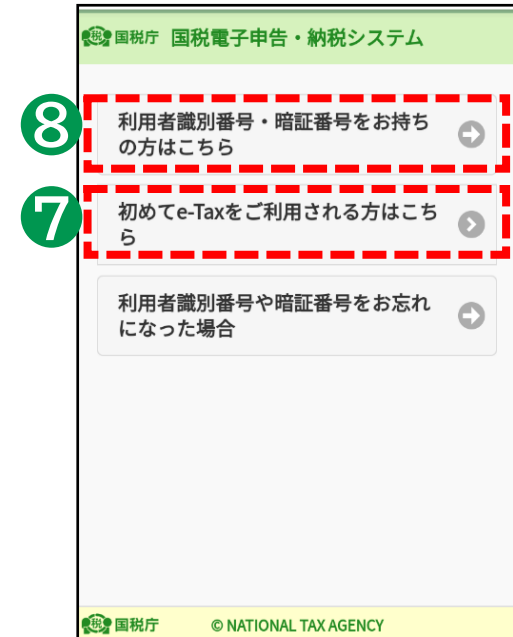 税 国税庁 国税電子申告・納税システム
8
利用者識別番号・暗証番号をお持ち
の方はこちら
7
初めてe-Taxをご利用される方はこち
ら
利用者識別番号や暗証番号をお忘れ
になった場合
税 国税庁 © NATIONAL TAX AGENCY